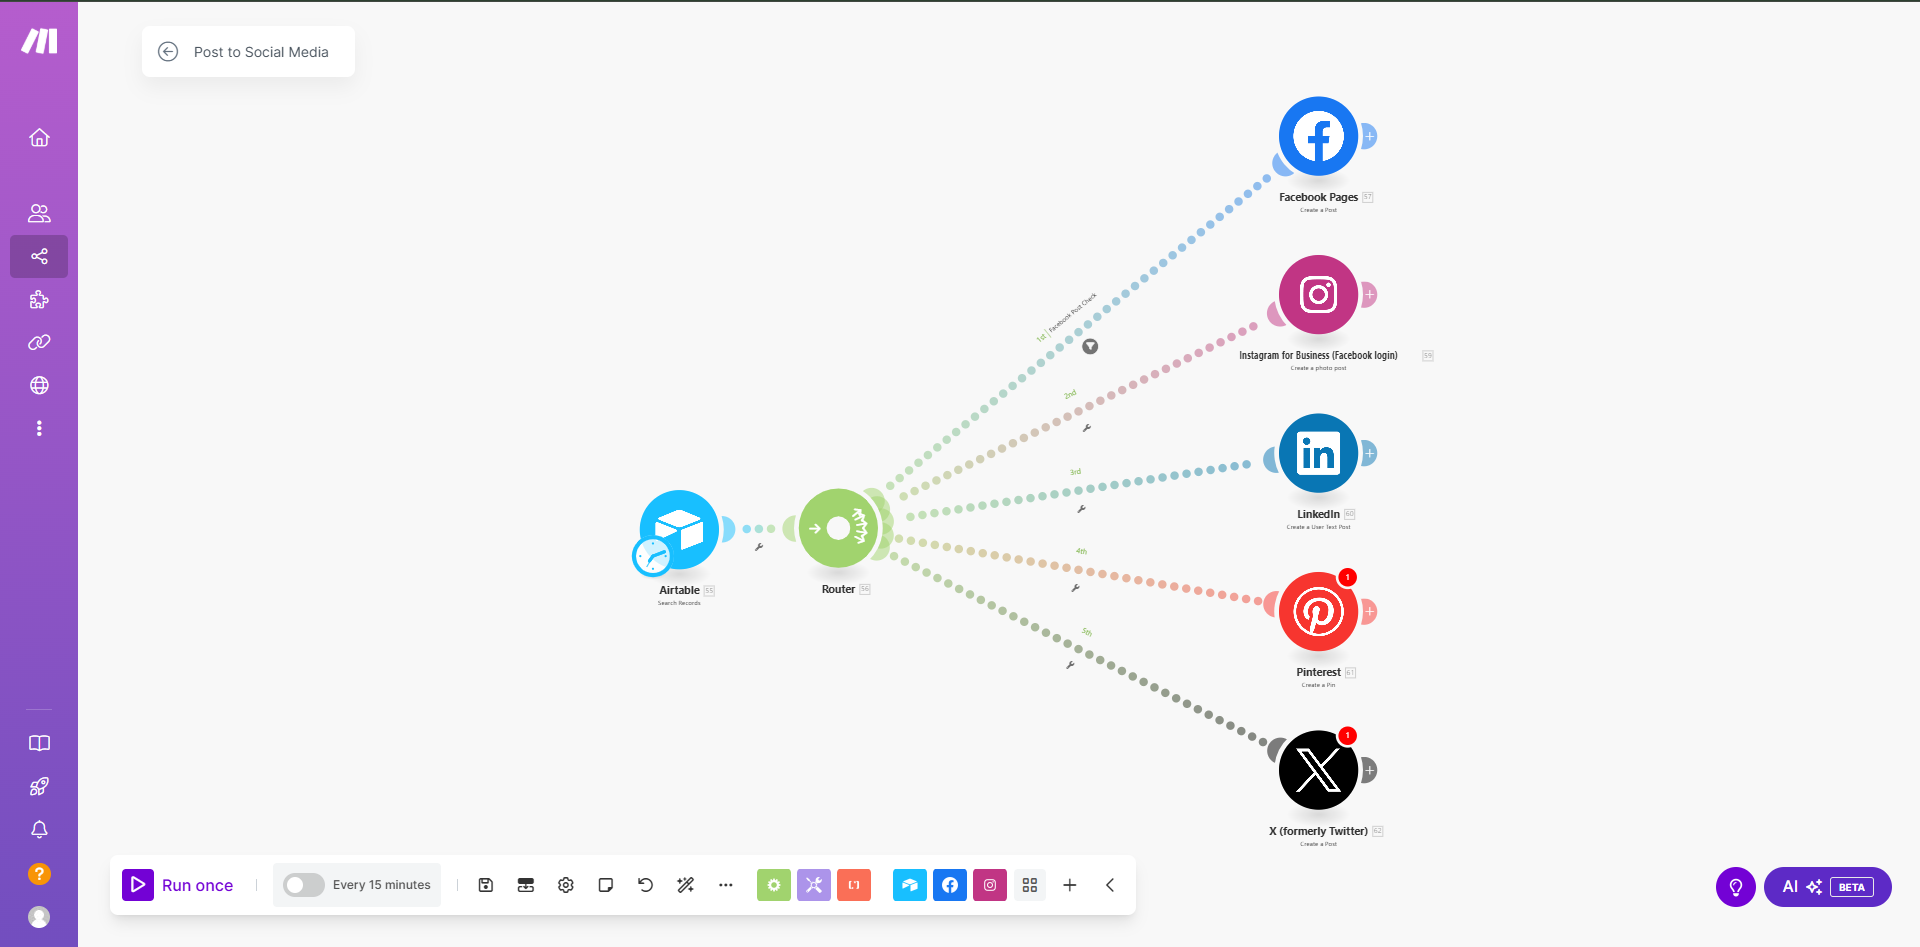 Post to Social Media
Facebook Pages 57
Create a Post
1st | Facebook Post Check
Instagram for Business (Facebook login) 59
Create a photo post
2nd
3rd
LinkedIn 60
Create a User Text Post
Airtable 55
Search Records
Router 56
4th
1
Pinterest 61
Create a Pin
5th
1
X (formerly Twitter) 62
Create a Post
?
Run once
Every 15 minutes
AI BETA